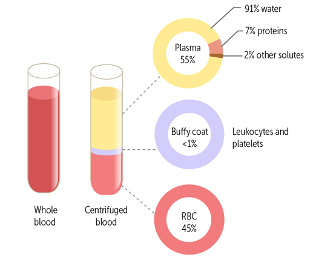 91% water
7% proteins
2% other solutes
Plasma
55%
Buffy coat
<1%
Leukocytes and
platelets
RBC
45%
Whole
blood
Centrifuged
blood